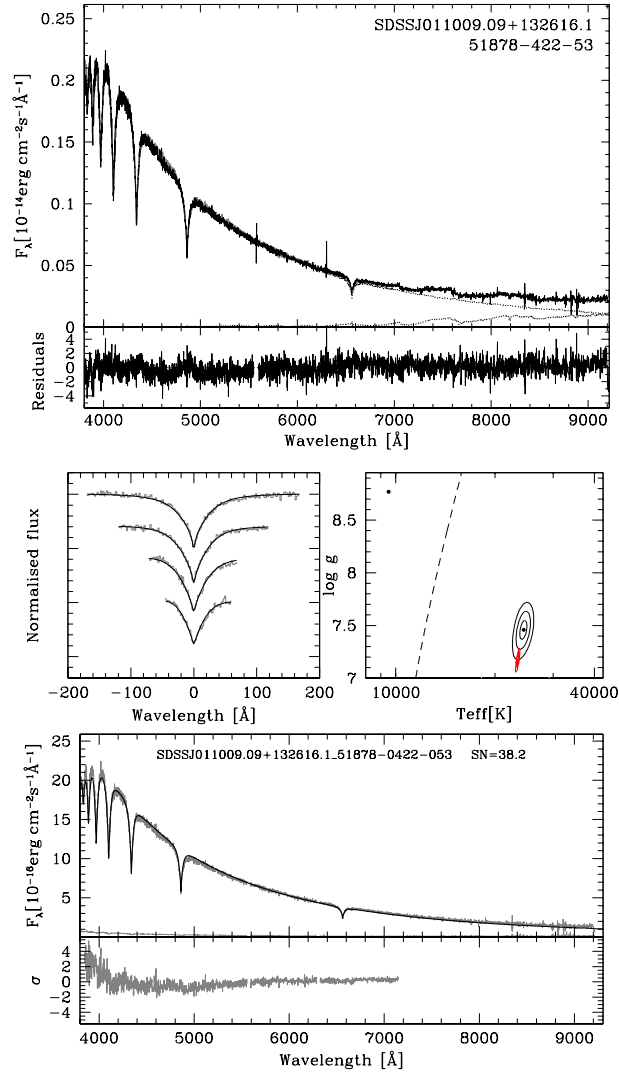 SDSSJ011009.09+132616.1
51878-422-53
0.25
0.2
0.15
0.1
0.05
0
F_λ[10⁻¹⁴erg cm⁻²s⁻¹Å⁻¹]
4
2
0
−2
−4
Residuals
4000 5000 6000 7000 8000 9000
Wavelength [Å]
Normalised flux
−200 −100 0 100 200
Wavelength [Å]
log g
8.5
8
7.5
7
10000 40000
Teff[K]
SDSSJ011009.09+132616.1_51878-0422-053 SN=38.2
25
20
15
10
5
F_λ[10⁻¹⁶erg cm⁻²s⁻¹Å⁻¹]
4
2
0
−2
−4
σ
4000 5000 6000 7000 8000 9000
Wavelength [Å]